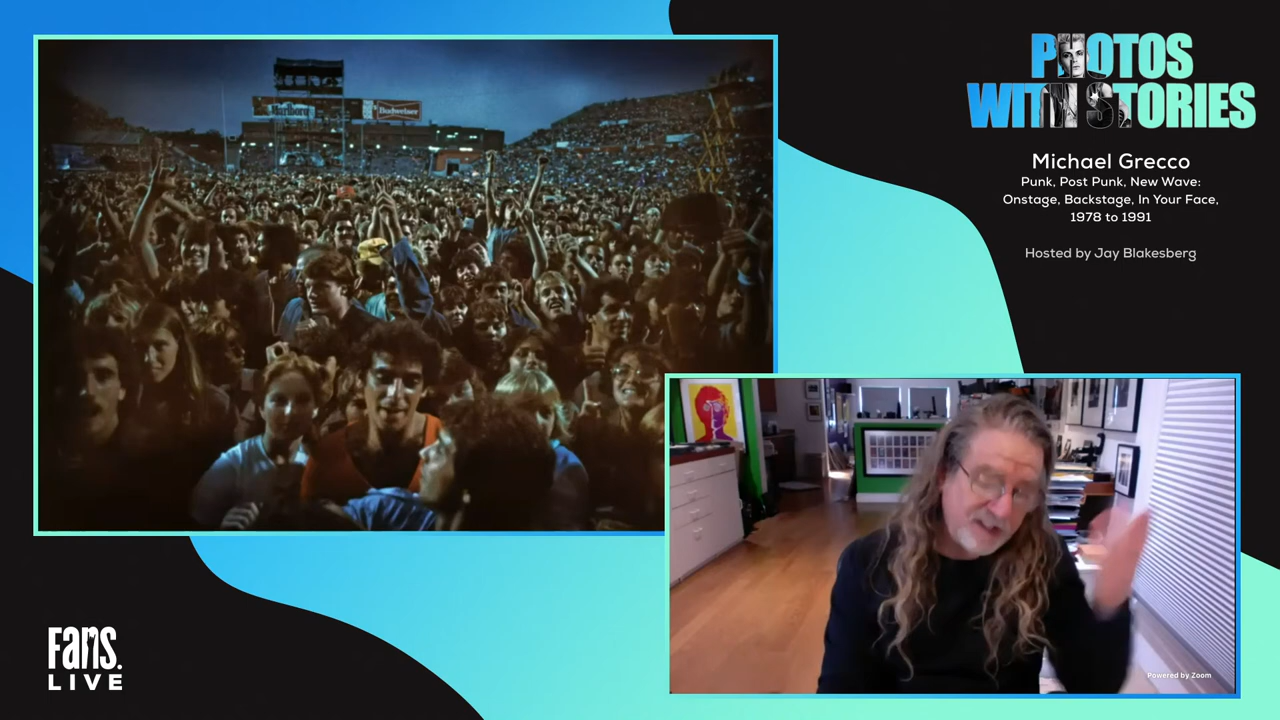 PHOTOS
WITH STORIES
Michael Grecco
Punk, Post Punk, New Wave:
Onstage, Backstage, In Your Face,
1978 to 1991
Hosted by Jay Blakesberg
Marlboro
Budweiser
Fans.
LIVE
Powered by Zoom